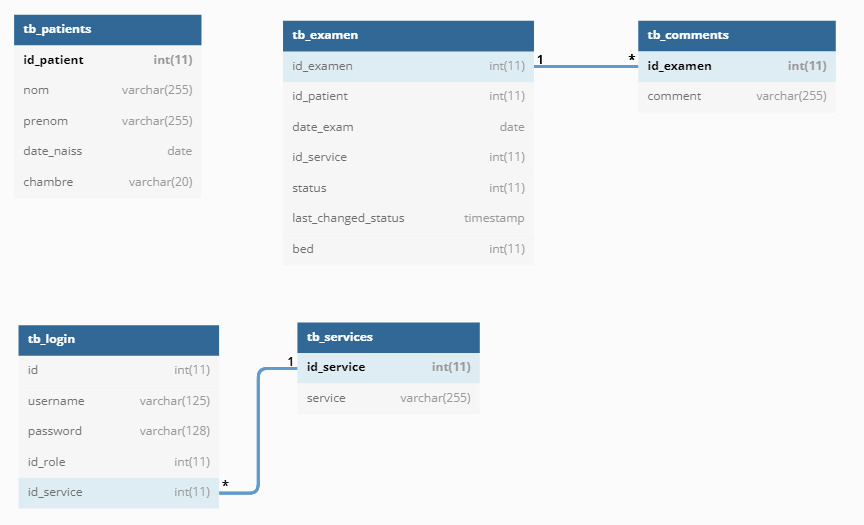 tb_patients
id_patient int(11)
nom varchar(255)
prenom varchar(255)
date_naiss date
chambre varchar(20)
tb_examen
id_examen int(11)
id_patient int(11)
date_exam date
id_service int(11)
status int(11)
last_changed_status timestamp
bed int(11)
1 *
tb_comments
id_examen int(11)
comment varchar(255)
tb_login
id int(11)
username varchar(125)
password varchar(128)
id_role int(11)
id_service int(11)
* 1
tb_services
id_service int(11)
service varchar(255)